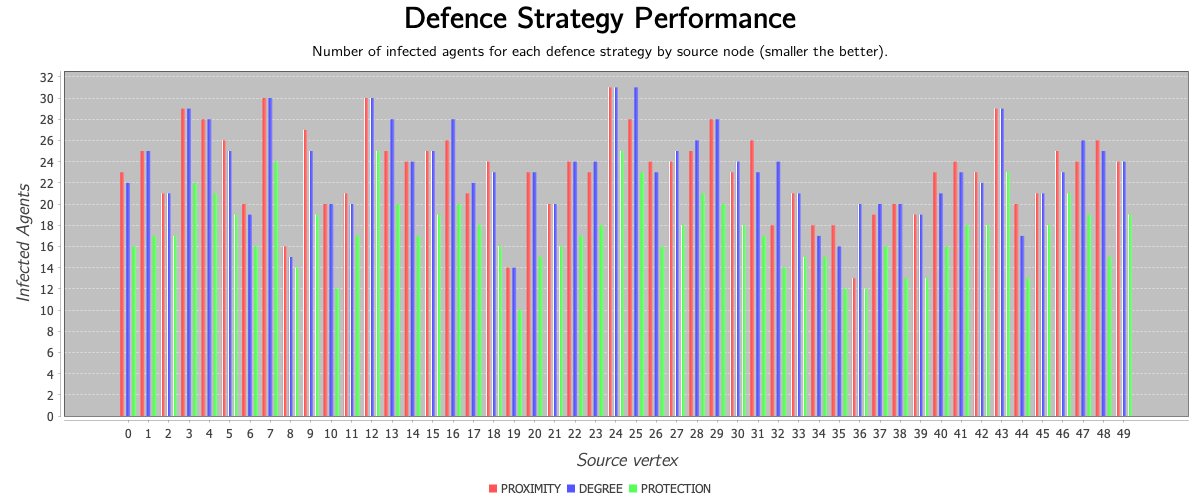 Defence Strategy Performance
Number of infected agents for each defence strategy by source node (smaller the better).
Infected Agents
32
30
28
26
24
22
20
18
16
14
12
10
8
6
4
2
0
0 1 2 3 4 5 6 7 8 9 10 11 12 13 14 15 16 17 18 19 20 21 22 23 24 25 26 27 28 29 30 31 32 33 34 35 36 37 38 39 40 41 42 43 44 45 46 47 48 49
Source vertex
PROXIMITY DEGREE PROTECTION